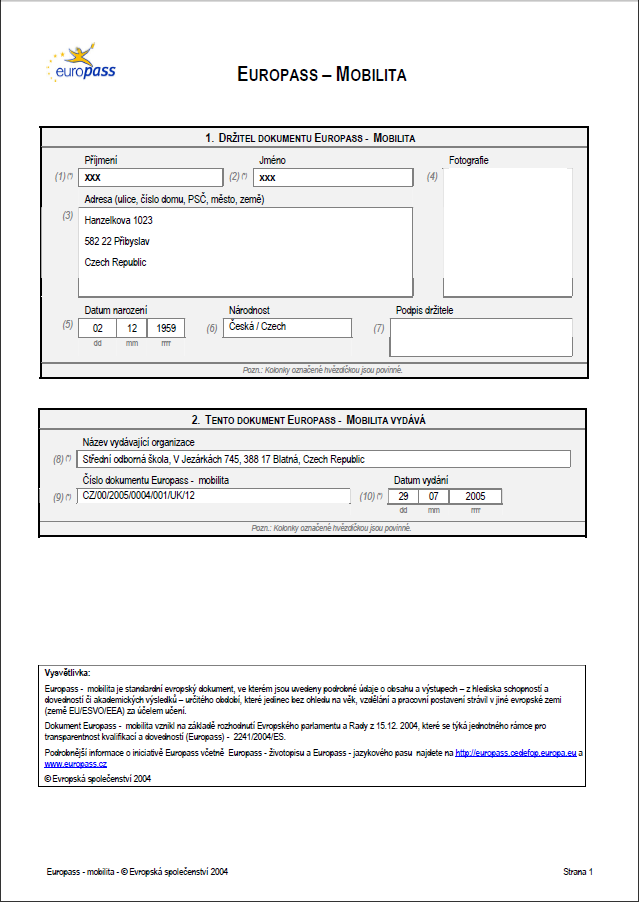 europass
EUROPASS – MOBILITA
1. DRŽITEL DOKUMENTU EUROPASS - MOBILITA
Příjmení Jméno Fotografie
(1) (*) xxx (2) (*) xxx (4)
Adresa (ulice, číslo domu, PSČ, město, země)
(3) Hanzelkova 1023
582 22 Přibyslav
Czech Republic
Datum narození Národnost Podpis držitele
(5) 02 12 1959 (6) Česká / Czech (7)
dd mm rrrr
Pozn.: Kolonky označené hvězdičkou jsou povinné.
2. TENTO DOKUMENT EUROPASS - MOBILITA VYDÁVÁ
Název vydávající organizace
(8) (*) Střední odborná škola, V Jezárkách 745, 388 17 Blatná, Czech Republic
Číslo dokumentu Europass - mobilita Datum vydání
(9) (*) CZ/00/2005/0004/001/UK/12 (10) (*) 29 07 2005
dd mm rrrr
Pozn.: Kolonky označené hvězdičkou jsou povinné.
Vysvětlivka:
Europass - mobilita je standardní evropský dokument, ve kterém jsou uvedeny podrobné údaje o obsahu a výstupech – z hlediska schopností a
dovedností či akademických výsledků – určitého období, které jedinec bez ohledu na věk, vzdělání a pracovní postavení strávil v jiné evropské zemi
(země EU/ESVO/EEA) za účelem učení.
Dokument Europass - mobilita vznikl na základě rozhodnutí Evropského parlamentu a Rady z 15.12. 2004, které se týká jednotného rámce pro
transparentnost kvalifikací a dovedností (Europass) - 2241/2004/ES.
Podrobnější informace o iniciativě Europass včetně Europass - životopisu a Europass - jazykového pasu najdete na http://europass.cedefop.europa.eu a
www.europass.cz
© Evropská společenství 2004
Europass - mobilita - © Evropská společenství 2004 Strana 1